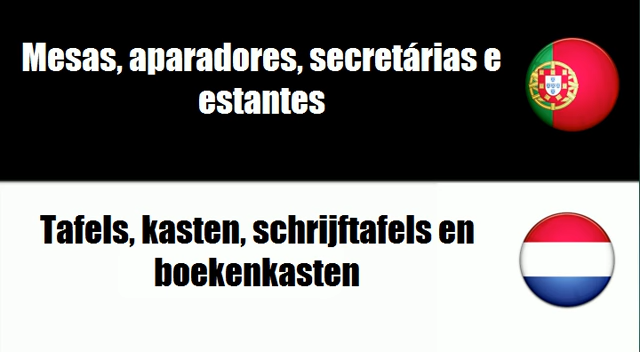 Mesas, aparadores, secretárias e
estantes
Tafels, kasten, schrijftafels en
boekenkasten